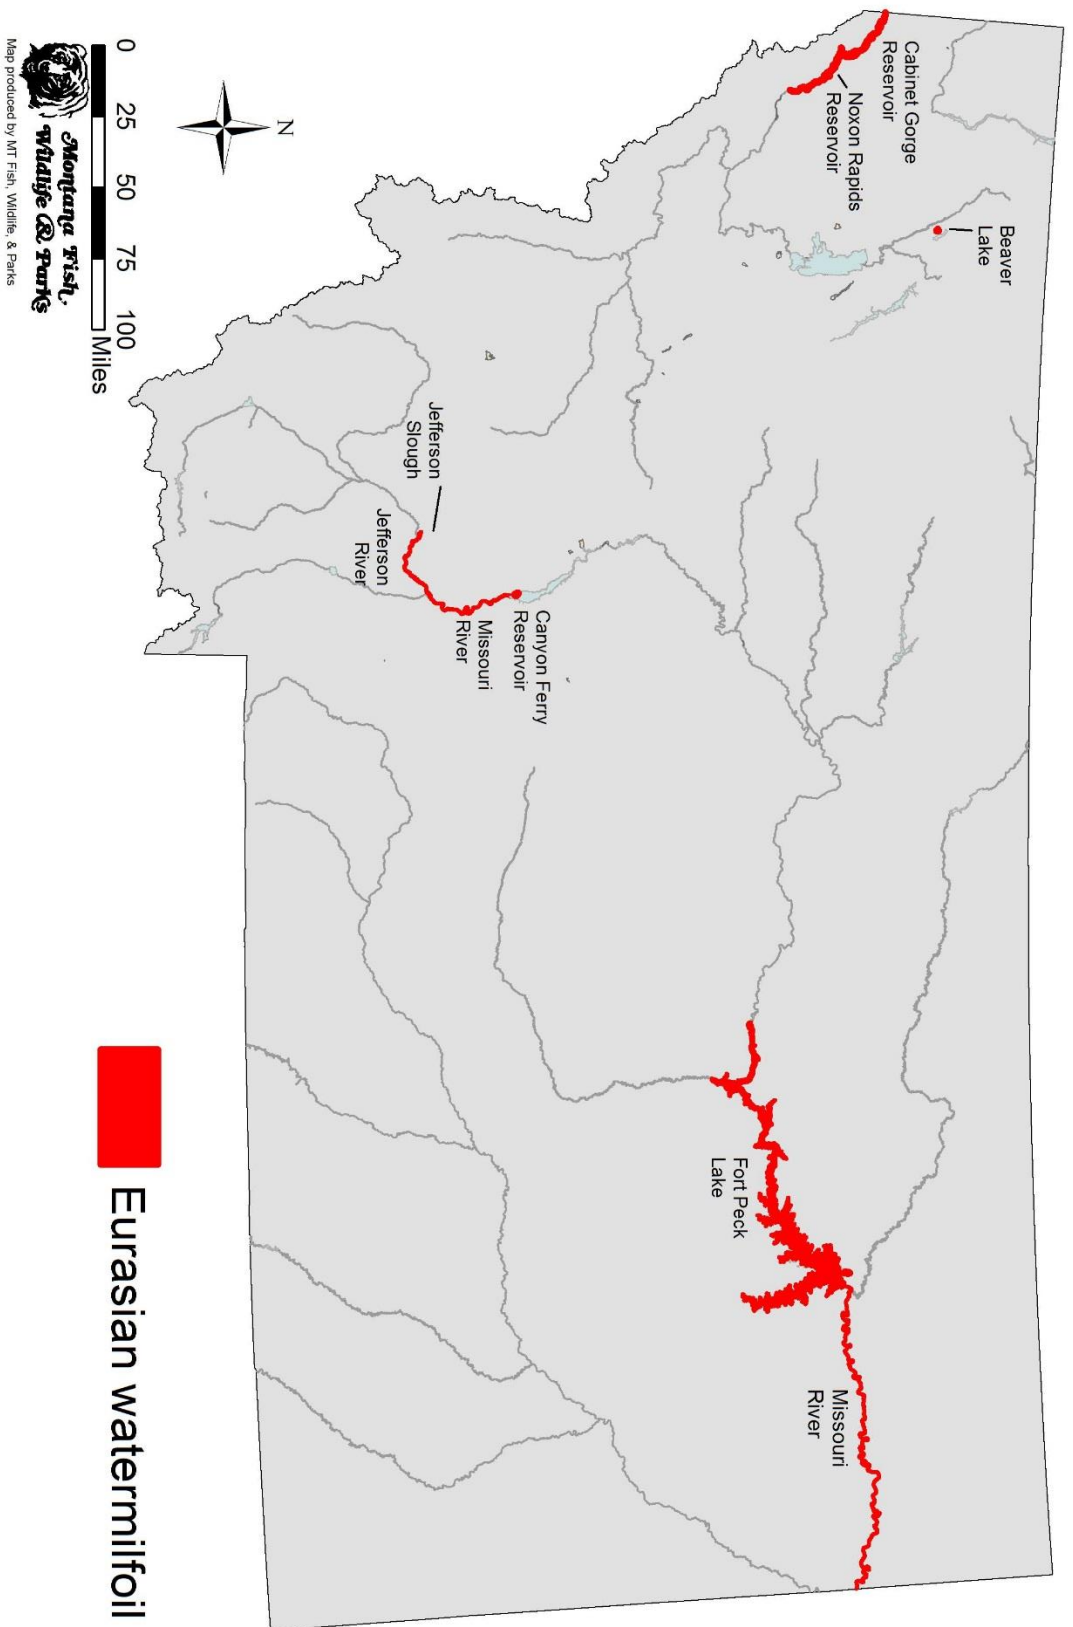 Cabinet Gorge
Reservoir
Noxon Rapids
Reservoir
Beaver
Lake
Jefferson
Slough
Jefferson
River
Missouri
River
Canyon Ferry
Reservoir
Fort Peck
Lake
Missouri
River
N
0 25 50 75 100
Miles
Montana Fish,
Wildlife & Parks
Map produced by MT Fish, Wildlife, & Parks
Eurasian watermilfoil